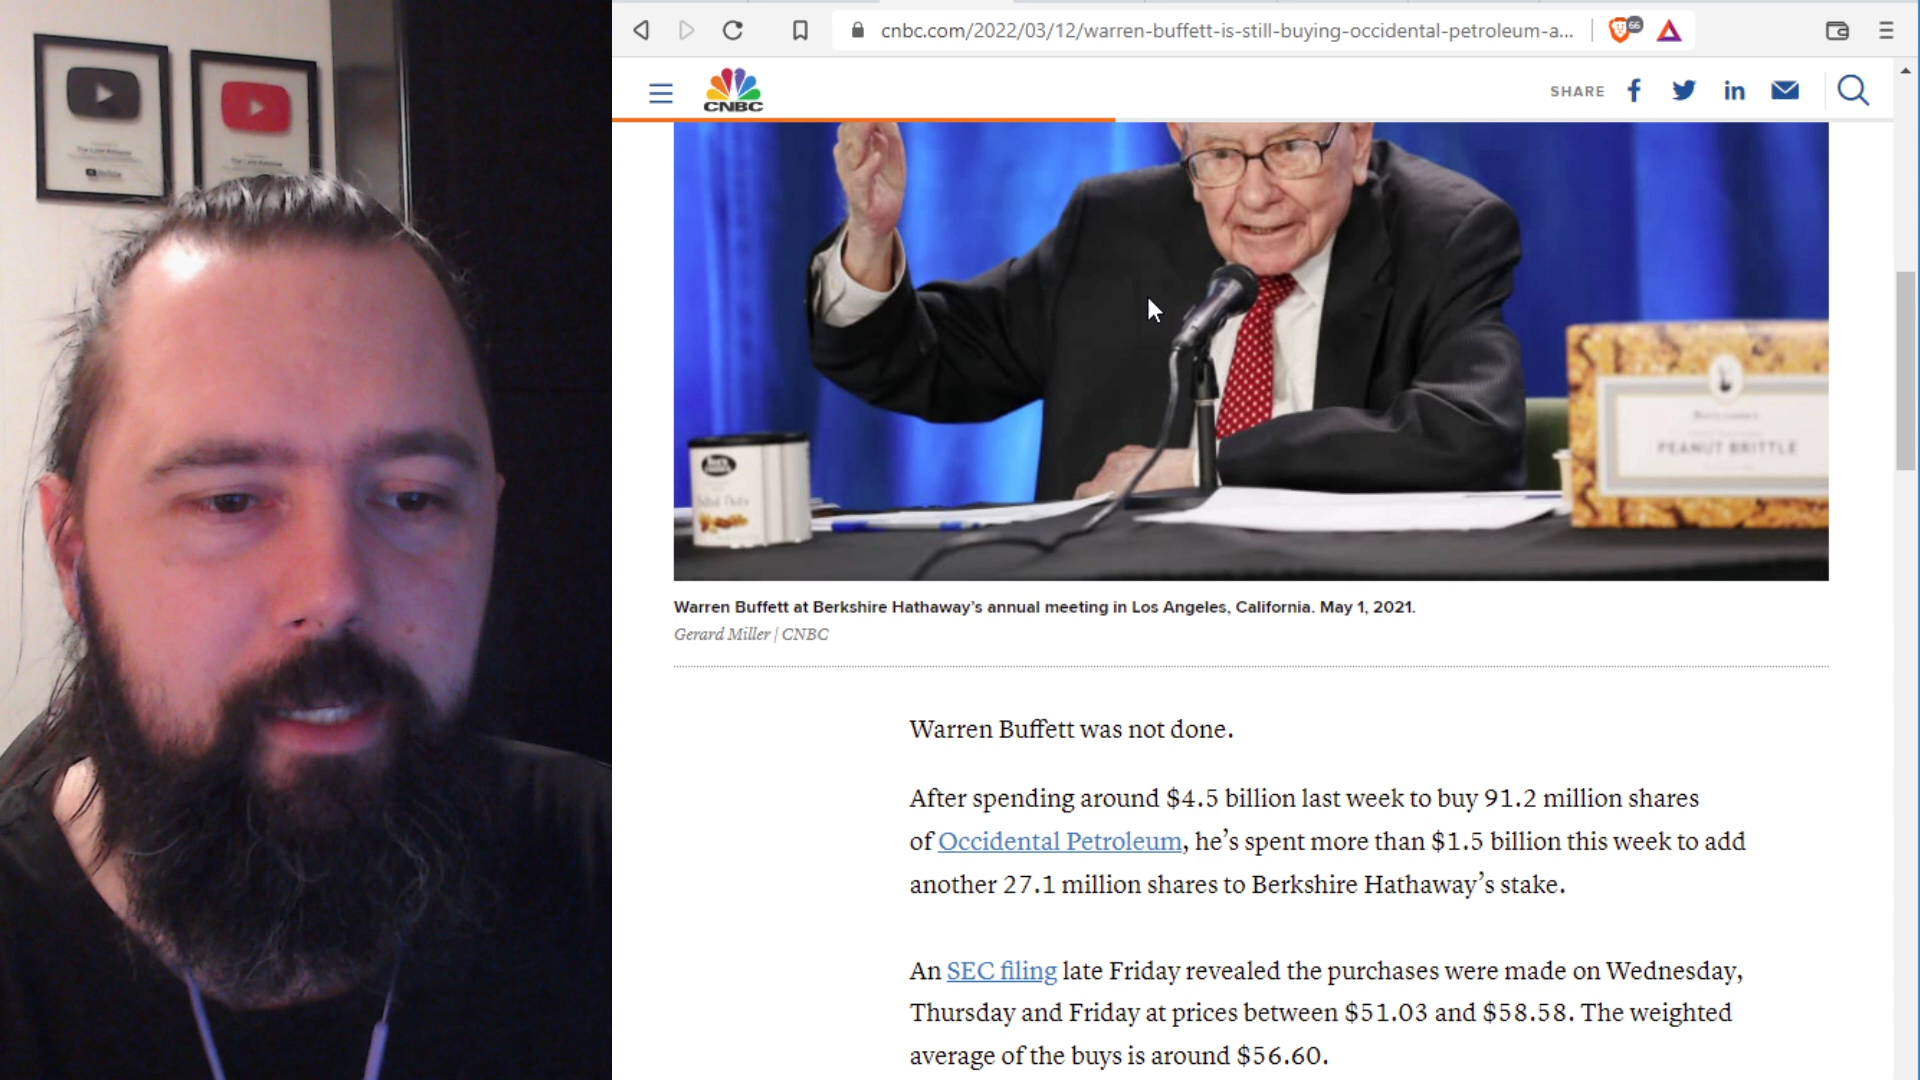 cnbc.com/2022/03/12/warren-buffett-is-still-buying-occidental-petroleum-a...
66
CNBC
SHARE
PEANUT BRITTLE
Warren Buffett at Berkshire Hathaway’s annual meeting in Los Angeles, California. May 1, 2021.
Gerard Miller | CNBC
Warren Buffett was not done.
After spending around $4.5 billion last week to buy 91.2 million shares
of Occidental Petroleum, he’s spent more than $1.5 billion this week to add
another 27.1 million shares to Berkshire Hathaway’s stake.
An SEC filing late Friday revealed the purchases were made on Wednesday,
Thursday and Friday at prices between $51.03 and $58.58. The weighted
average of the buys is around $56.60.